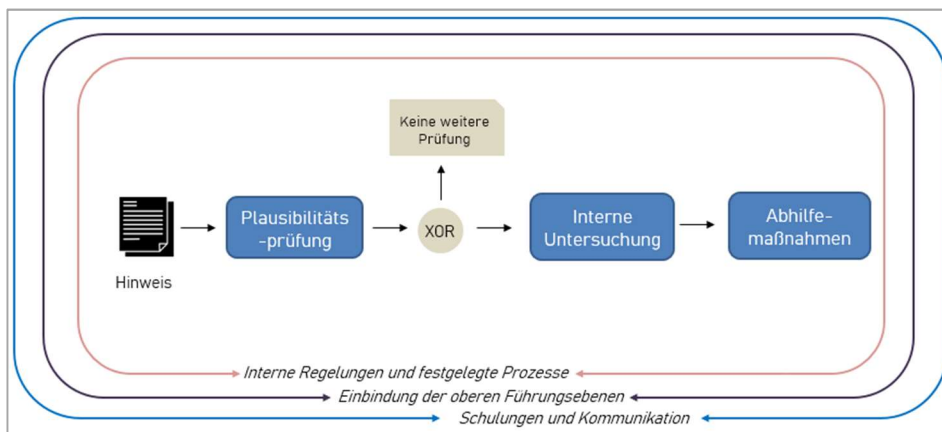 Keine weitere
Prüfung
Hinweis
Plausibilitäts
-prüfung
XOR
Interne
Untersuchung
Abhilfe-
maßnahmen
Interne Regelungen und festgelegte Prozesse
Einbindung der oberen Führungsebenen
Schulungen und Kommunikation